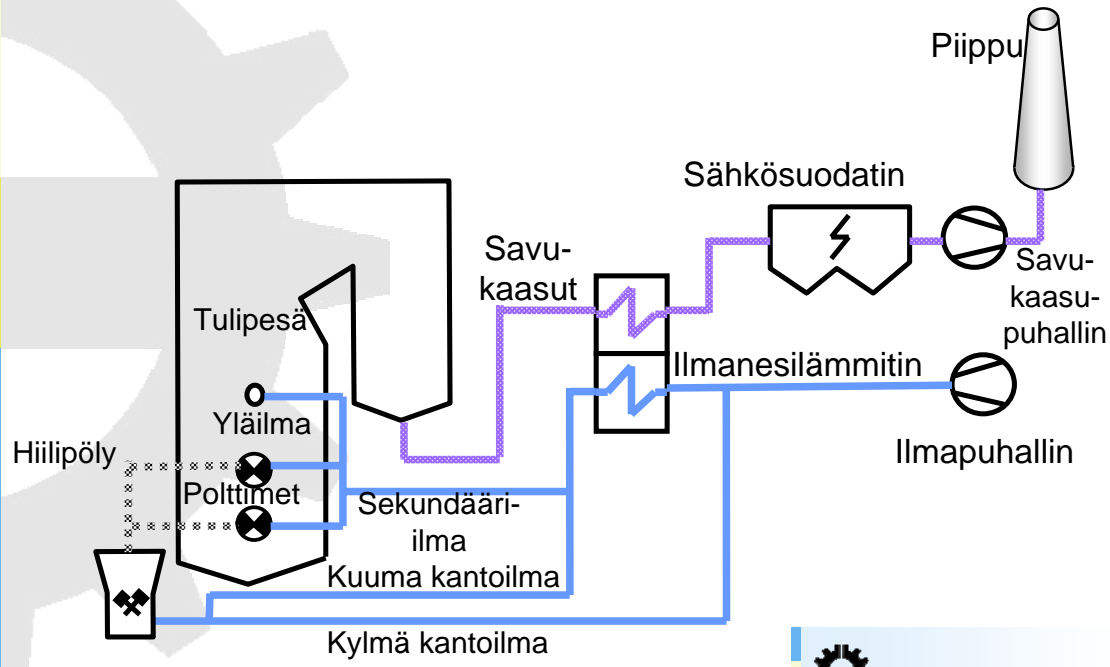 Piippu
Sähkösuodatin
Savu-
kaasut
Savu-
kaasu-
puhallin
Tulipesä
Ilmanesilämmitin
Yläilma
Hiilipöly
Ilmapuhallin
Polttimet
Sekundääri-
ilma
Kuuma kantoilma
Kylmä kantoilma